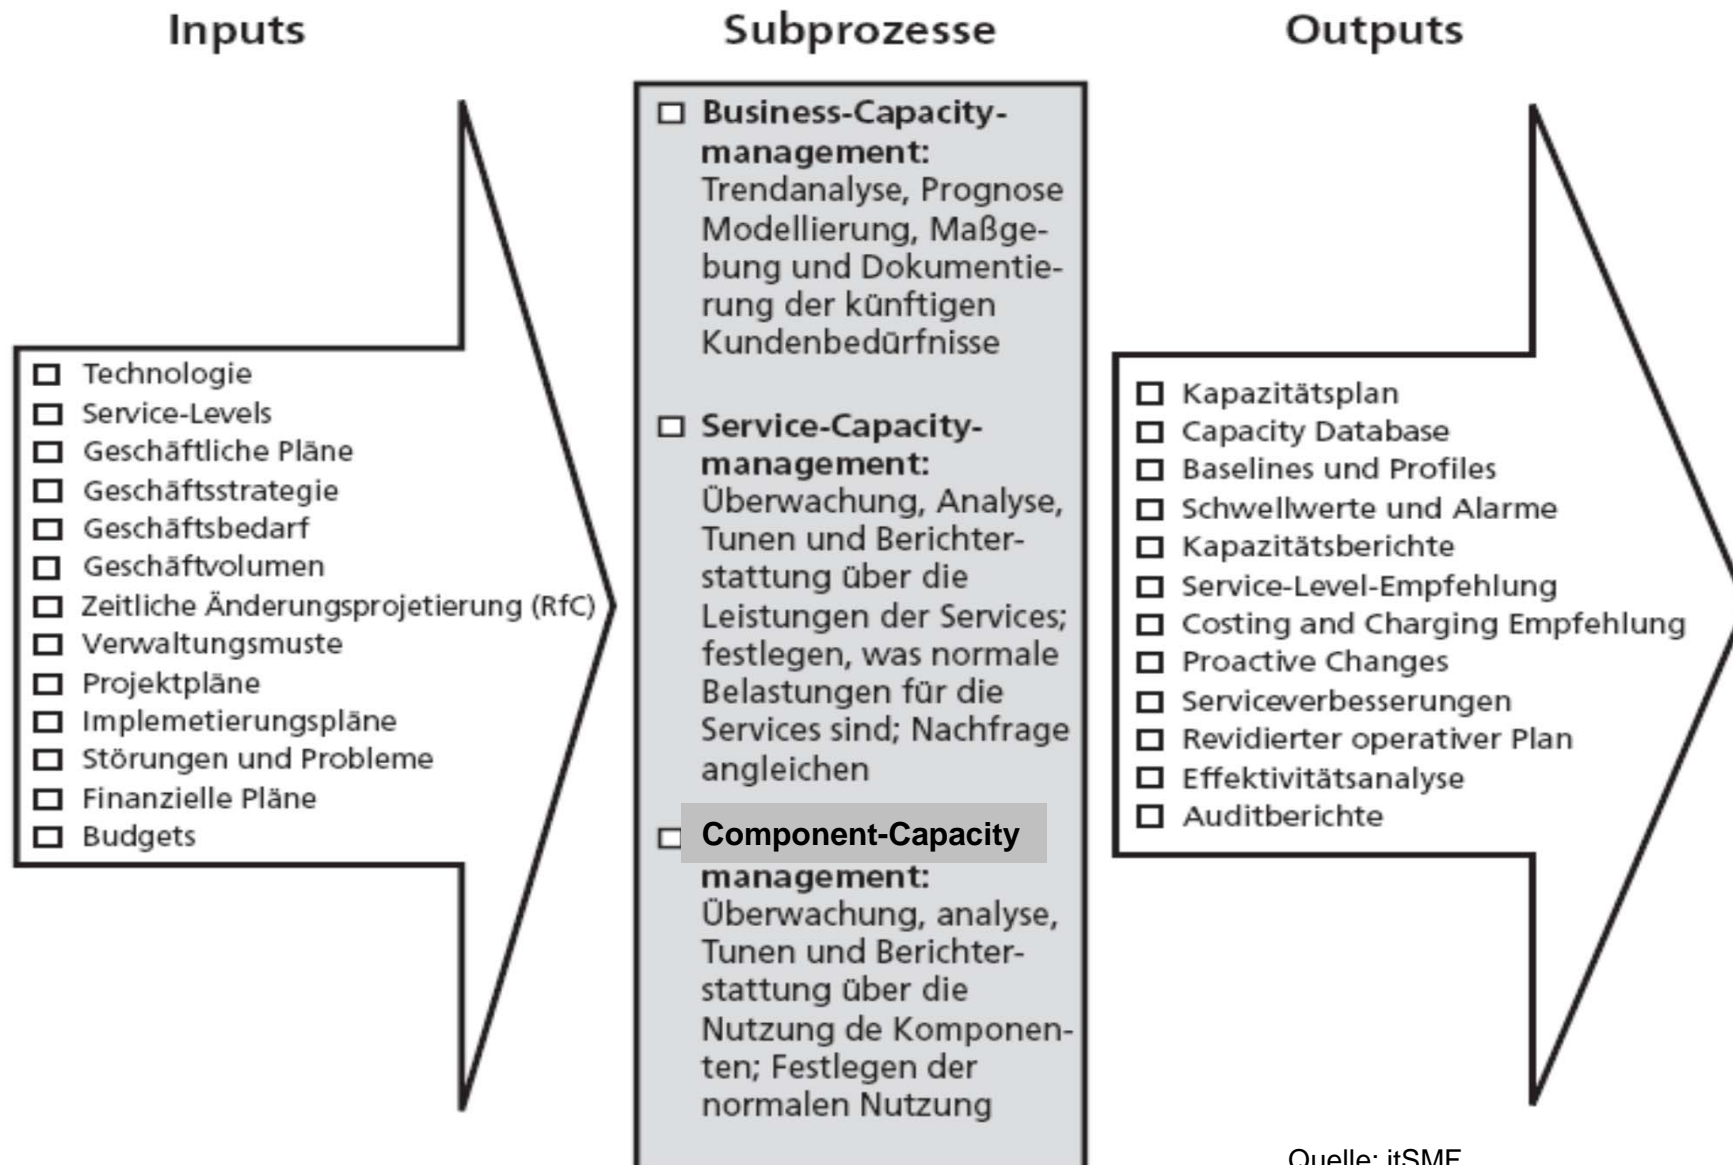 Inputs
Technologie
Service-Levels
Geschäftliche Pläne
Geschäftsstrategie
Geschäftsbedarf
Geschäftvolumen
Zeitliche Änderungsprojetierung (RfC)
Verwaltungsmuste
Projektpläne
Implemetierungspläne
Störungen und Probleme
Finanzielle Pläne
Budgets
Subprozesse
Business-Capacity-
management:
Trendanalyse, Prognose
Modellierung, Maßge-
bung und Dokumentie-
rung der künftigen
Kundenbedürfnisse
Service-Capacity-
management:
Überwachung, Analyse,
Tunen und Berichter-
stattung über die
Leistungen der Services;
festlegen, was normale
Belastungen für die
Services sind; Nachfrage
angleichen
Component-Capacity
management:
Überwachung, analyse,
Tunen und Berichter-
stattung über die
Nutzung de Komponen-
ten; Festlegen der
normalen Nutzung
Outputs
Kapazitätsplan
Capacity Database
Baselines und Profiles
Schwellwerte und Alarme
Kapazitätsberichte
Service-Level-Empfehlung
Costing and Charging Empfehlung
Proactive Changes
Serviceverbesserungen
Revidierter operativer Plan
Effektivitätsanalyse
Auditberichte
Quelle: itSMF